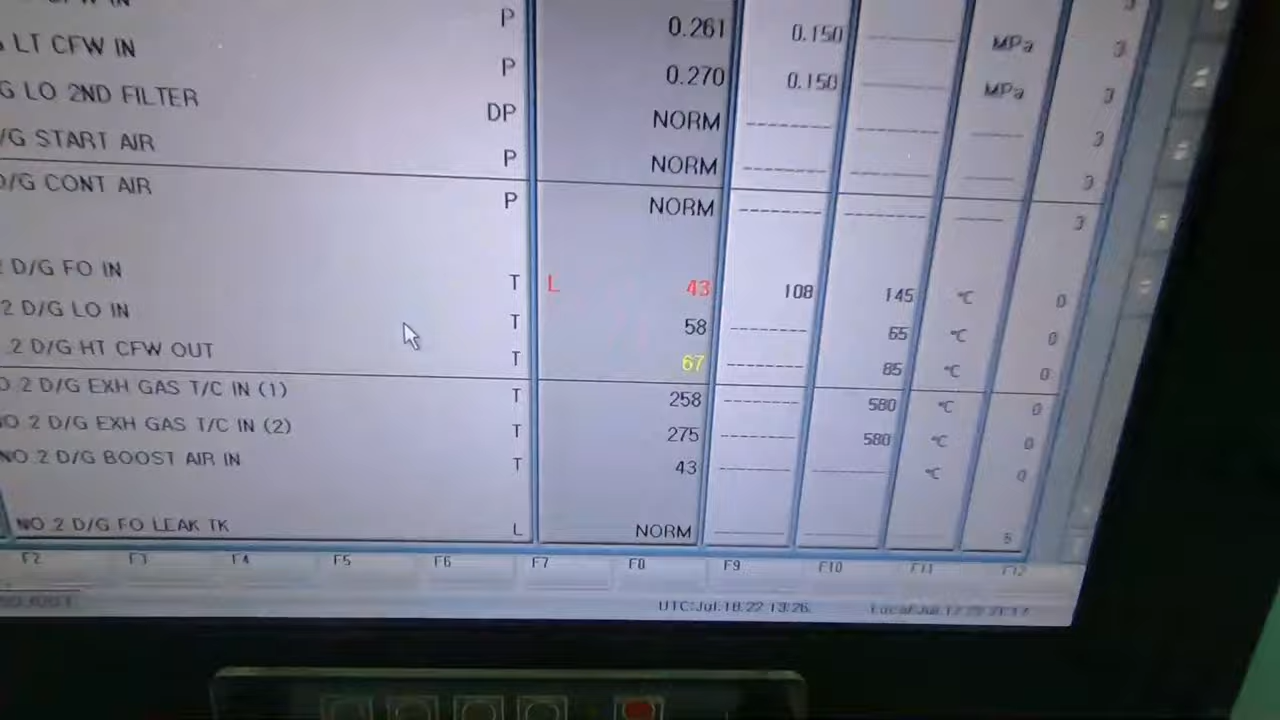 P 0.261 0.150 MPa 3
LT CFW IN P 0.270 0.150 MPa 3
G LO 2ND FILTER DP NORM 3
/G START AIR P NORM 3
D/G CONT AIR P NORM 3
2 D/G FO IN T L 43 108 145 °C 0
2 D/G LO IN T 58 65 °C 0
.2 D/G HT CFW OUT T 67 85 °C 0
O.2 D/G EXH GAS T/C IN (1) T 258 580 °C 0
NO.2 D/G EXH GAS T/C IN (2) T 275 580 °C 0
NO.2 D/G BOOST AIR IN T 43 °C 0
NO.2 D/G FO LEAK TK L NORM 5
F2 F3 F4 F5 F6 F7 F8 F9 F10 F11 F12
UTC:Jul.18.22 13:26